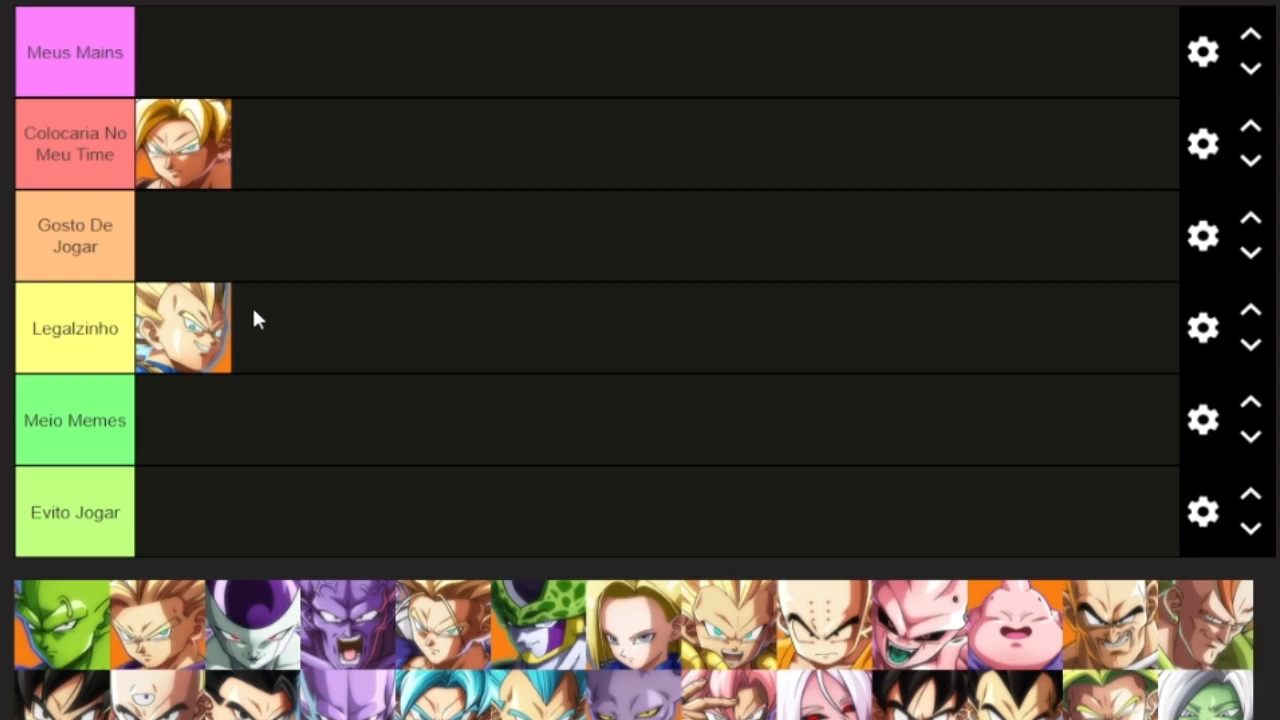 Meus Mains
Colocaria No
Meu Time
Gosto De
Jogar
Legalzinho
Meio Memes
Evito Jogar